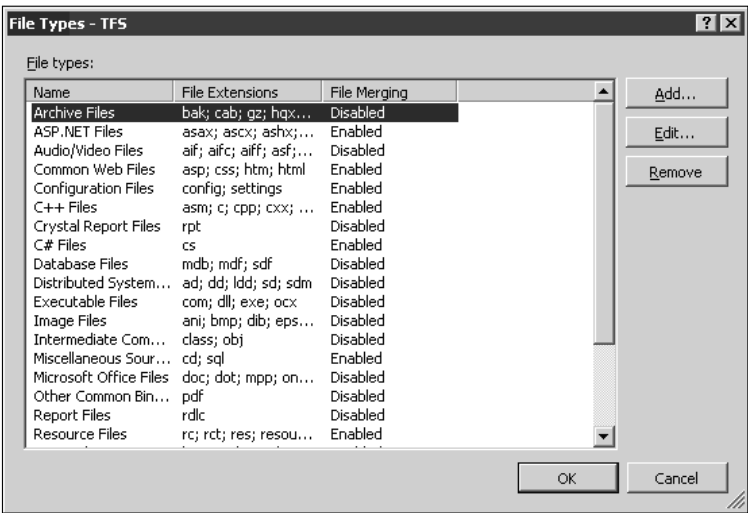 File Types - TFS
File types:
Name File Extensions File Merging
Archive Files bak; cab; gz; hqx... Disabled
ASP.NET Files asax; ascx; ashx;... Enabled
Audio/Video Files aif; aifc; aiff; asf;... Disabled
Common Web Files asp; css; htm; html Enabled
Configuration Files config; settings Enabled
C++ Files asm; c; cpp; cxx; ... Enabled
Crystal Report Files rpt Disabled
C# Files cs Enabled
Database Files mdb; mdf; sdf Disabled
Distributed System... ad; dd; ldd; sd; sdm Disabled
Executable Files com; dll; exe; ocx Disabled
Image Files ani; bmp; dib; eps... Disabled
Intermediate Com... class; obj Disabled
Miscellaneous Sour... cd; sql Enabled
Microsoft Office Files doc; dot; mpp; on... Disabled
Other Common Bin... pdf Disabled
Report Files rdlc Disabled
Resource Files rc; rct; res; resou... Enabled
Add...
Edit...
Remove
OK Cancel